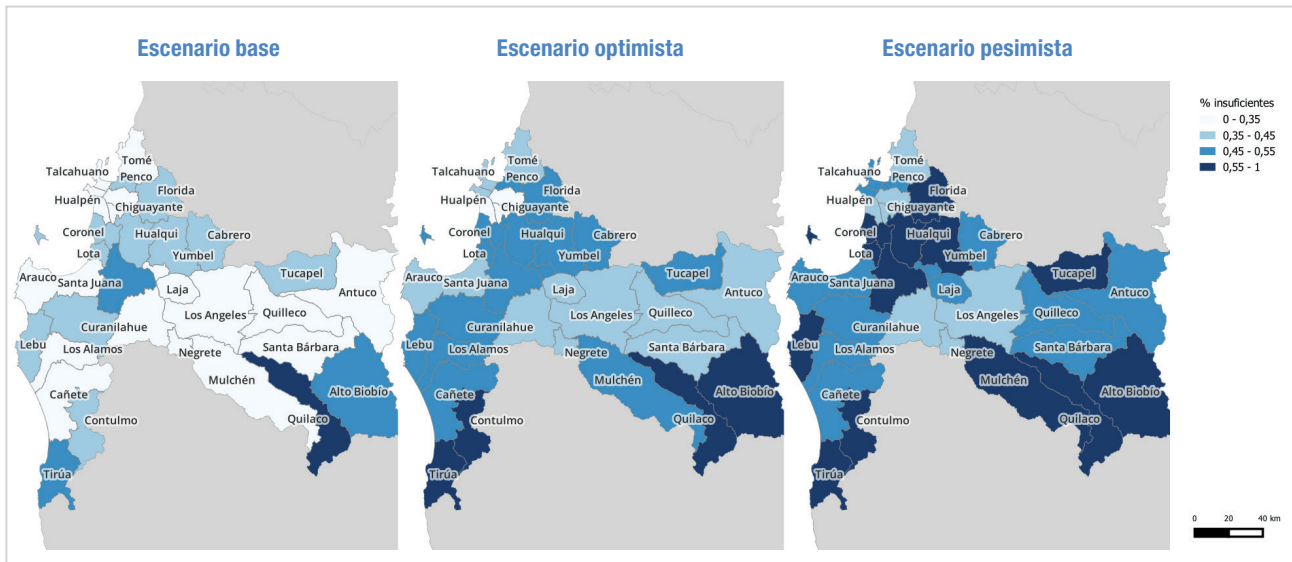 Escenario base
Escenario optimista
Escenario pesimista
% insuficientes
0 - 0,35
0,35 - 0,45
0,45 - 0,55
0,55 - 1
Tomé
Talcahuano
Penco
Florida
Hualpén
Chiguayante
Coronel
Hualqui
Cabrero
Lota
Yumbel
Tucapel
Arauco
Santa Juana
Laja
Antuco
Los Angeles
Quilleco
Curanilahue
Lebu
Los Alamos
Negrete
Santa Bárbara
Mulchén
Alto Biobío
Cañete
Contulmo
Quilaco
Tirúa
Tomé
Talcahuano
Penco
Florida
Hualpén
Chiguayante
Coronel
Hualqui
Cabrero
Lota
Yumbel
Tucapel
Arauco
Santa Juana
Laja
Antuco
Los Angeles
Quilleco
Curanilahue
Lebu
Los Alamos
Negrete
Santa Bárbara
Mulchén
Alto Biobío
Cañete
Contulmo
Quilaco
Tirúa
Tomé
Talcahuano
Penco
Florida
Hualpén
Chiguayante
Coronel
Hualqui
Cabrero
Lota
Yumbel
Tucapel
Arauco
Santa Juana
Laja
Antuco
Los Angeles
Quilleco
Curanilahue
Lebu
Los Alamos
Negrete
Santa Bárbara
Mulchén
Alto Biobío
Cañete
Contulmo
Quilaco
Tirúa
0 20 40 km